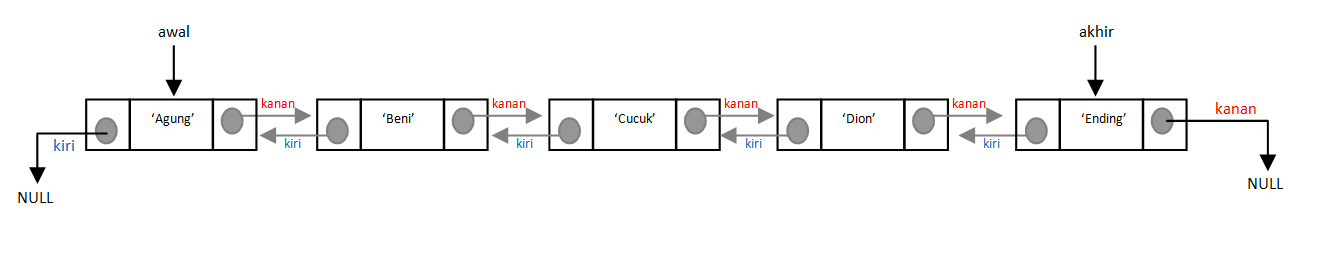 awal
akhir
kanan
kanan
kanan
kanan
kanan
‘Agung’
‘Beni’
‘Cucuk’
‘Dion’
‘Ending’
kiri
kiri
kiri
kiri
kiri
NULL
NULL